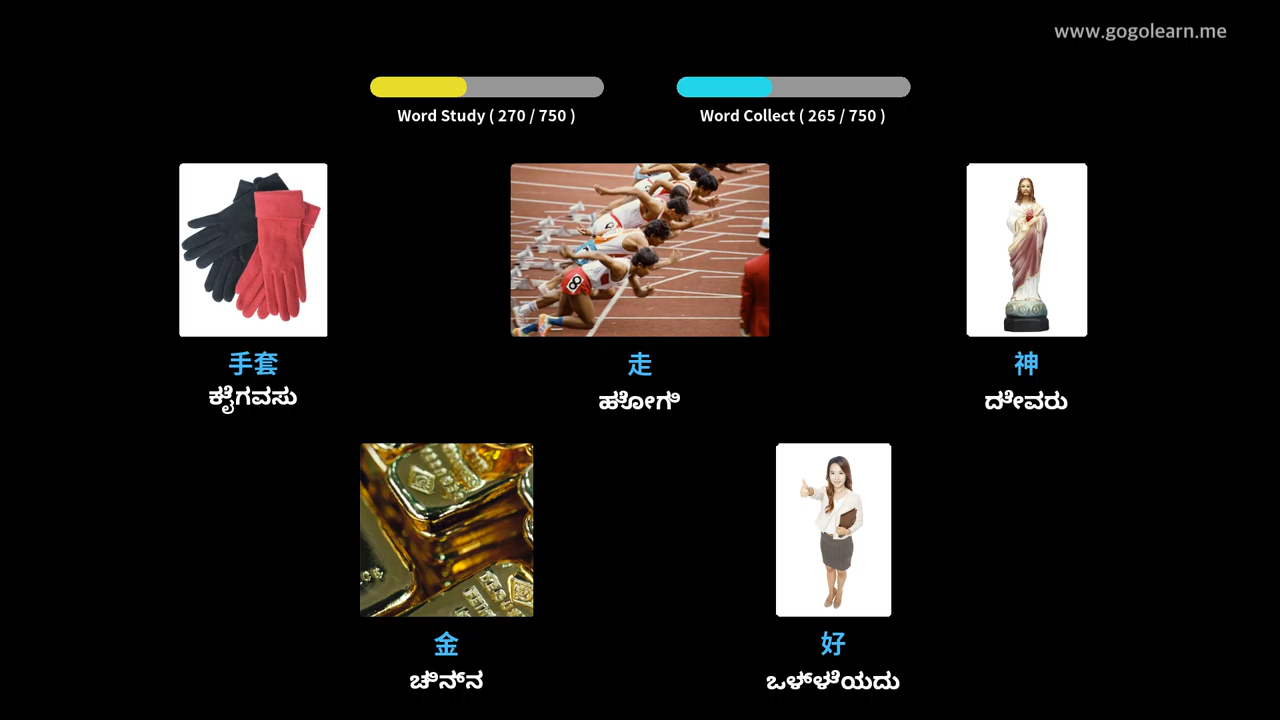 www.gogolearn.me
Word Study ( 270 / 750 )
Word Collect ( 265 / 750 )
手套
ಕೈಗವಸು
走
ಹೋಗಿ
神
ದೇವರು
金
ಚಿನ್ನ
好
ಒಳ್ಳೆಯದು